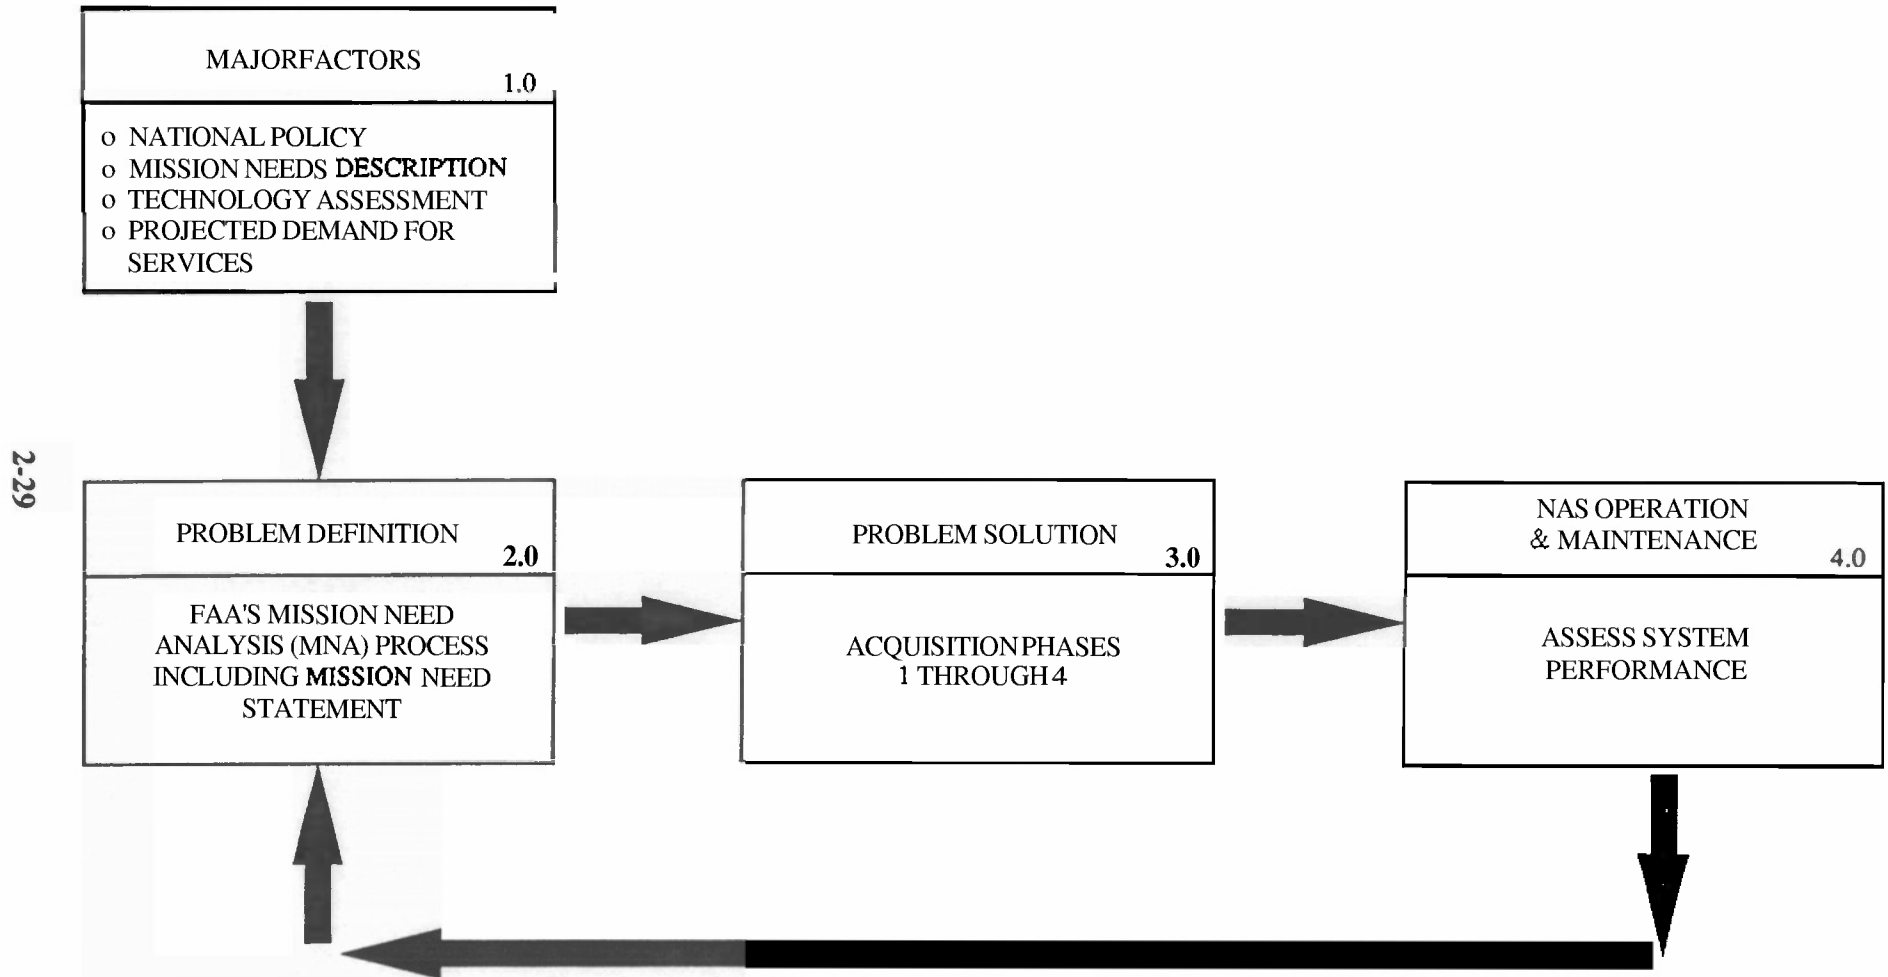 MAJORFACTORS
1.0
o NATIONAL POLICY
o MISSION NEEDS DESCRIPTION
o TECHNOLOGY ASSESSMENT
o PROJECTED DEMAND FOR
SERVICES
2-29
PROBLEM DEFINITION
2.0
FAA'S MISSION NEED
ANALYSIS (MNA) PROCESS
INCLUDING MISSION NEED
STATEMENT
PROBLEM SOLUTION
3.0
ACQUISITION PHASES
1 THROUGH 4
NAS OPERATION
& MAINTENANCE
4.0
ASSESS SYSTEM
PERFORMANCE